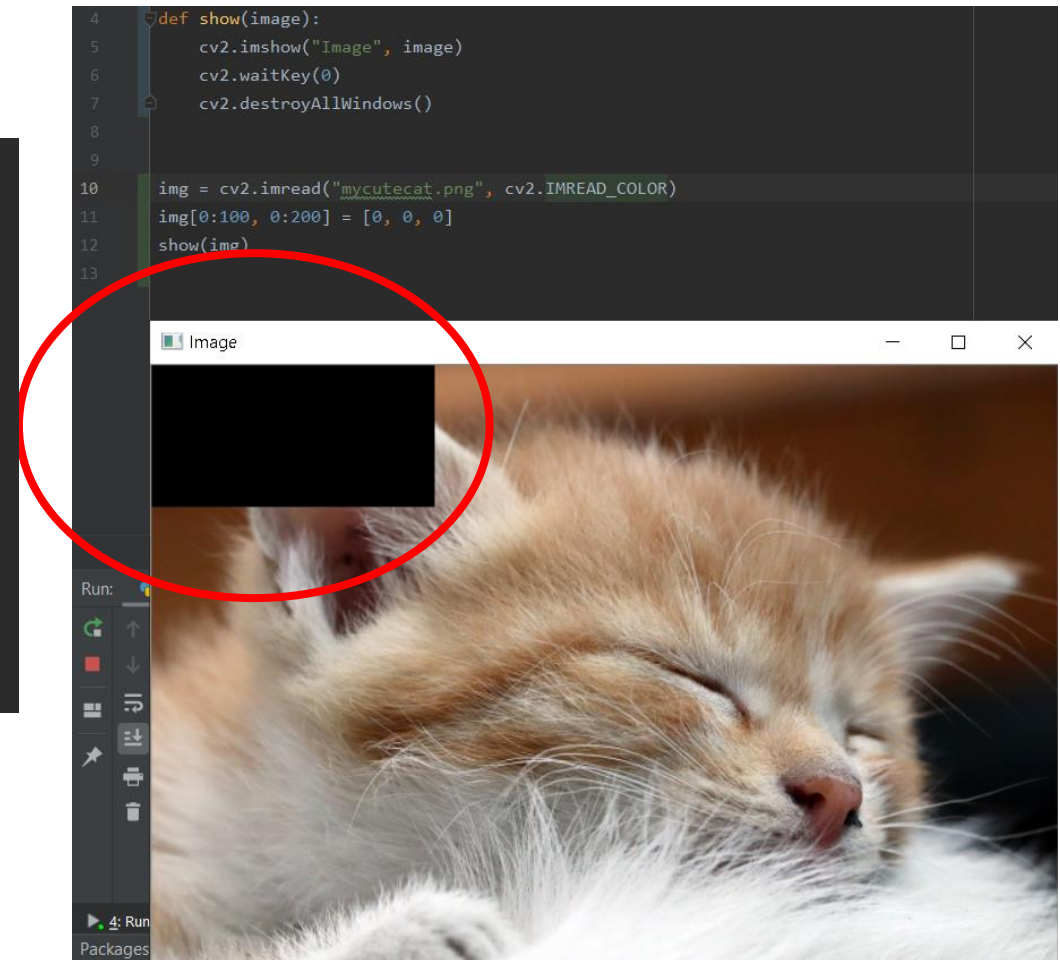 4 def show(image):
5 cv2.imshow("Image", image)
6 cv2.waitKey(0)
7 cv2.destroyAllWindows()
8
9
10 img = cv2.imread("mycutecat.png", cv2.IMREAD_COLOR)
11 img[0:100, 0:200] = [0, 0, 0]
12 show(img)
13
Image
Run:
4: Run
Packages